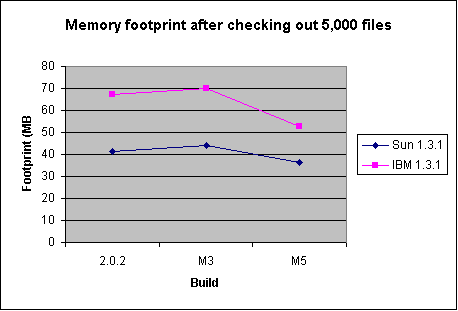 Memory footprint after checking out 5,000 files
80
70
60
50
40
30
20
10
0
Footprint (MB
2.0.2 M3 M5
Build
Sun 1.3.1
IBM 1.3.1